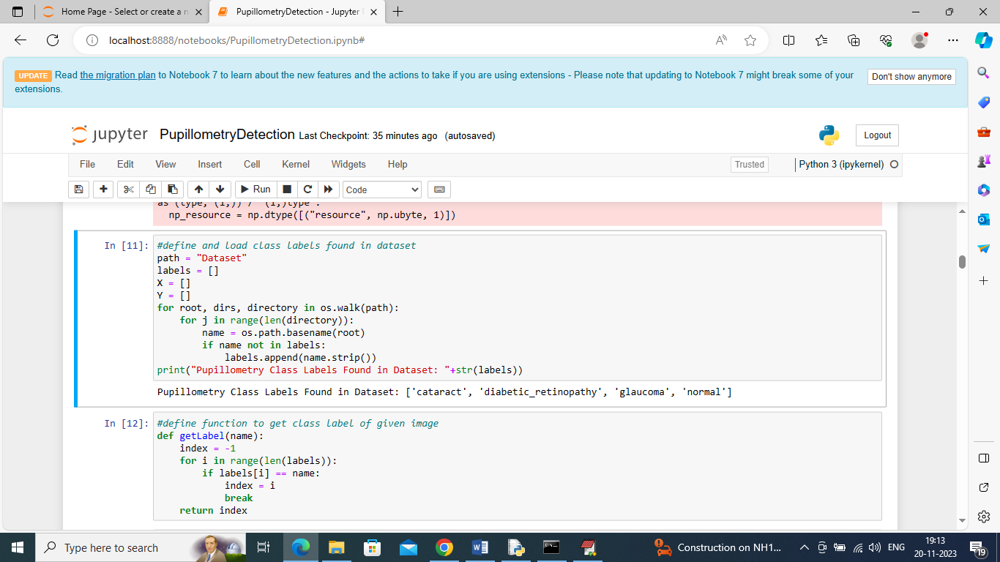 Home Page - Select or create a n
PupillometryDetection - Jupyter
localhost:8888/notebooks/PupillometryDetection.ipynb#
UPDATE Read the migration plan to Notebook 7 to learn about the new features and the actions to take if you are using extensions - Please note that updating to Notebook 7 might break some of your
extensions.
Don't show anymore
jupyter PupillometryDetection Last Checkpoint: 35 minutes ago (autosaved)
Logout
File Edit View Insert Cell Kernel Widgets Help
Trusted
Python 3 (ipykernel)
Run
Code
as (type, (1,)) / '(1,)type'.
np_resource = np.dtype([("resource", np.ubyte, 1)])
In [11]: #define and load class labels found in dataset
path = "Dataset"
labels = []
X = []
Y = []
for root, dirs, directory in os.walk(path):
    for j in range(len(directory)):
        name = os.path.basename(root)
        if name not in labels:
            labels.append(name.strip())
print("Pupillometry Class Labels Found in Dataset: "+str(labels))
Pupillometry Class Labels Found in Dataset: ['cataract', 'diabetic_retinopathy', 'glaucoma', 'normal']
In [12]: #define function to get class label of given image
def getLabel(name):
    index = -1
    for i in range(len(labels)):
        if labels[i] == name:
            index = i
            break
    return index
Type here to search
Construction on NH1...
ENG
19:13
20-11-2023
19